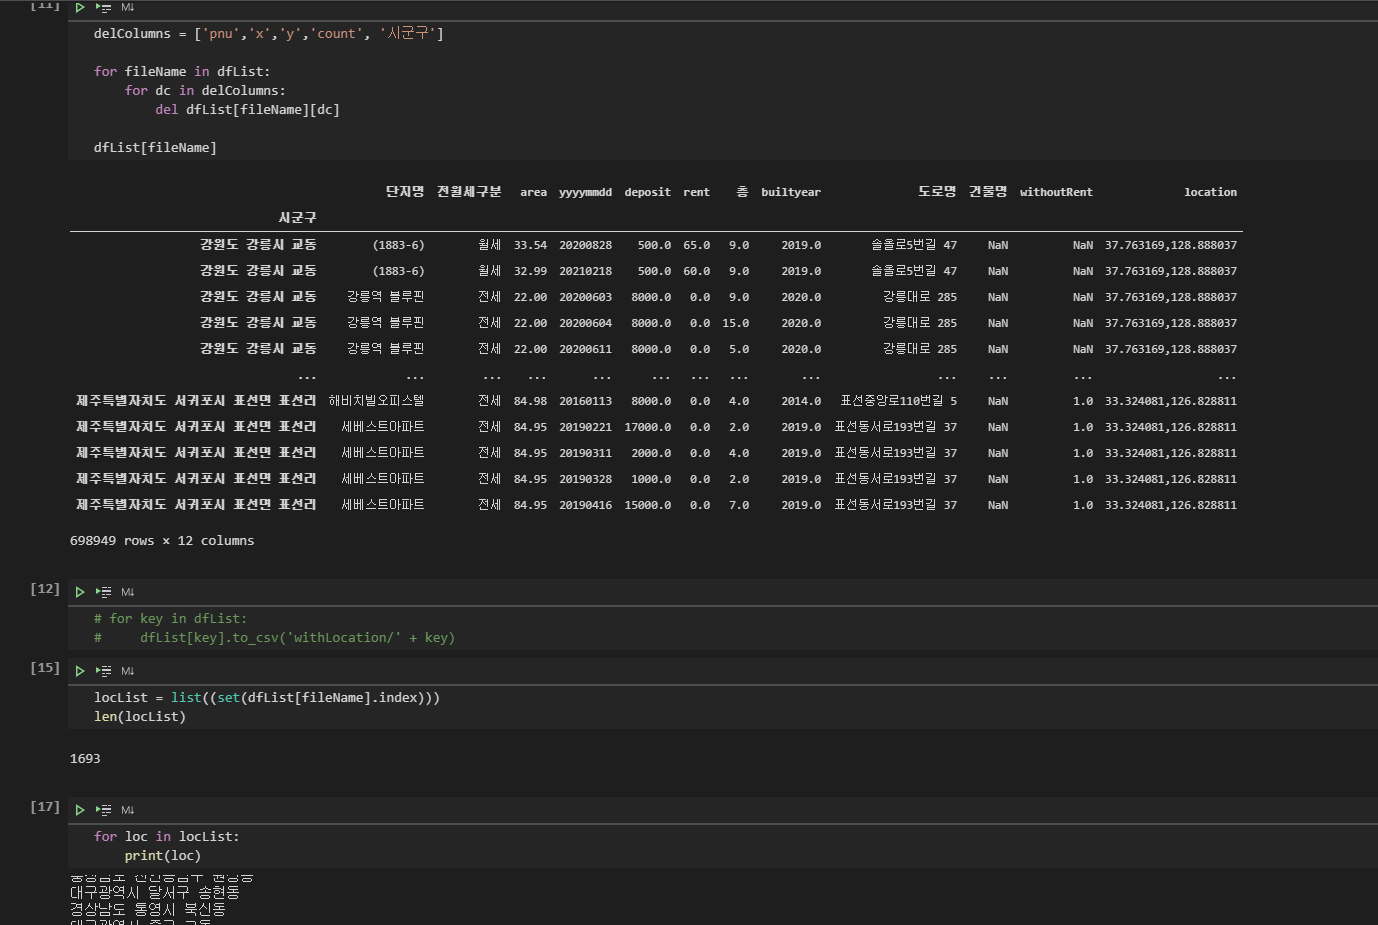 [11] M↓
delColumns = ['pnu','x','y','count', '시군구']
for fileName in dfList:
for dc in delColumns:
del dfList[fileName][dc]
dfList[fileName]
단지명 전월세구분 area yyyymmdd deposit rent 층 builtyear 도로명 건물명 withoutRent location
시군구
강원도 강릉시 교동 (1883-6) 월세 33.54 20200828 500.0 65.0 9.0 2019.0 솔올로5번길 47 NaN NaN 37.763169,128.888037
강원도 강릉시 교동 (1883-6) 월세 32.99 20210218 500.0 60.0 9.0 2019.0 솔올로5번길 47 NaN NaN 37.763169,128.888037
강원도 강릉시 교동 강릉역 블루핀 전세 22.00 20200603 8000.0 0.0 9.0 2020.0 강릉대로 285 NaN NaN 37.763169,128.888037
강원도 강릉시 교동 강릉역 블루핀 전세 22.00 20200604 8000.0 0.0 15.0 2020.0 강릉대로 285 NaN NaN 37.763169,128.888037
강원도 강릉시 교동 강릉역 블루핀 전세 22.00 20200611 8000.0 0.0 5.0 2020.0 강릉대로 285 NaN NaN 37.763169,128.888037
... ... ... ... ... ... ... ... ... ... ... ... ...
제주특별자치도 서귀포시 표선면 표선리 해비치빌오피스텔 전세 84.98 20160113 8000.0 0.0 4.0 2014.0 표선중앙로110번길 5 NaN 1.0 33.324081,126.828811
제주특별자치도 서귀포시 표선면 표선리 세베스트아파트 전세 84.95 20190221 17000.0 0.0 2.0 2019.0 표선동서로193번길 37 NaN 1.0 33.324081,126.828811
제주특별자치도 서귀포시 표선면 표선리 세베스트아파트 전세 84.95 20190311 2000.0 0.0 4.0 2019.0 표선동서로193번길 37 NaN 1.0 33.324081,126.828811
제주특별자치도 서귀포시 표선면 표선리 세베스트아파트 전세 84.95 20190328 1000.0 0.0 2.0 2019.0 표선동서로193번길 37 NaN 1.0 33.324081,126.828811
제주특별자치도 서귀포시 표선면 표선리 세베스트아파트 전세 84.95 20190416 15000.0 0.0 7.0 2019.0 표선동서로193번길 37 NaN 1.0 33.324081,126.828811
698949 rows × 12 columns
[12] M↓
# for key in dfList:
# dfList[key].to_csv('withLocation/' + key)
[15] M↓
locList = list((set(dfList[fileName].index)))
len(locList)
1693
[17] M↓
for loc in locList:
print(loc)
대구광역시 달서구 송현동
경상남도 통영시 북신동